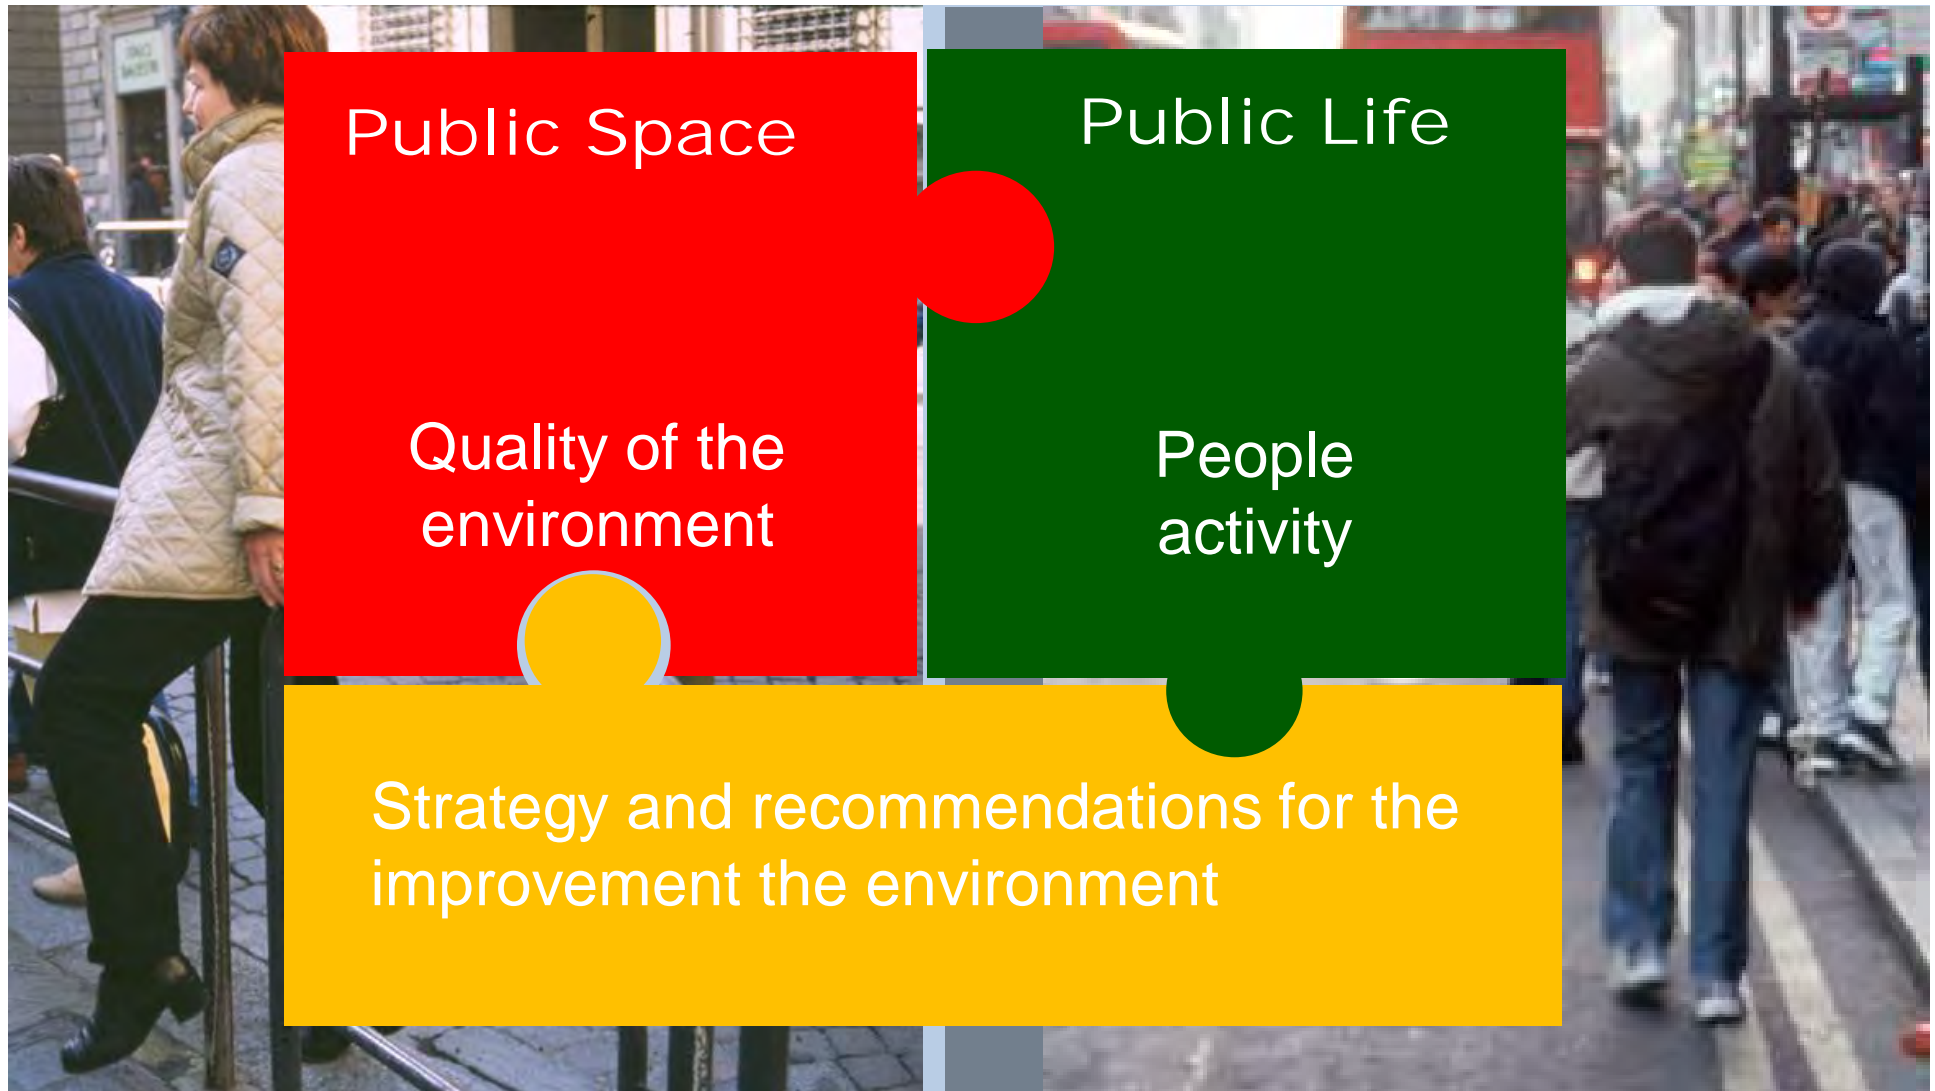 Public Space
Public Life
Quality of the
environment
People
activity
Strategy and recommendations for the
improvement the environment